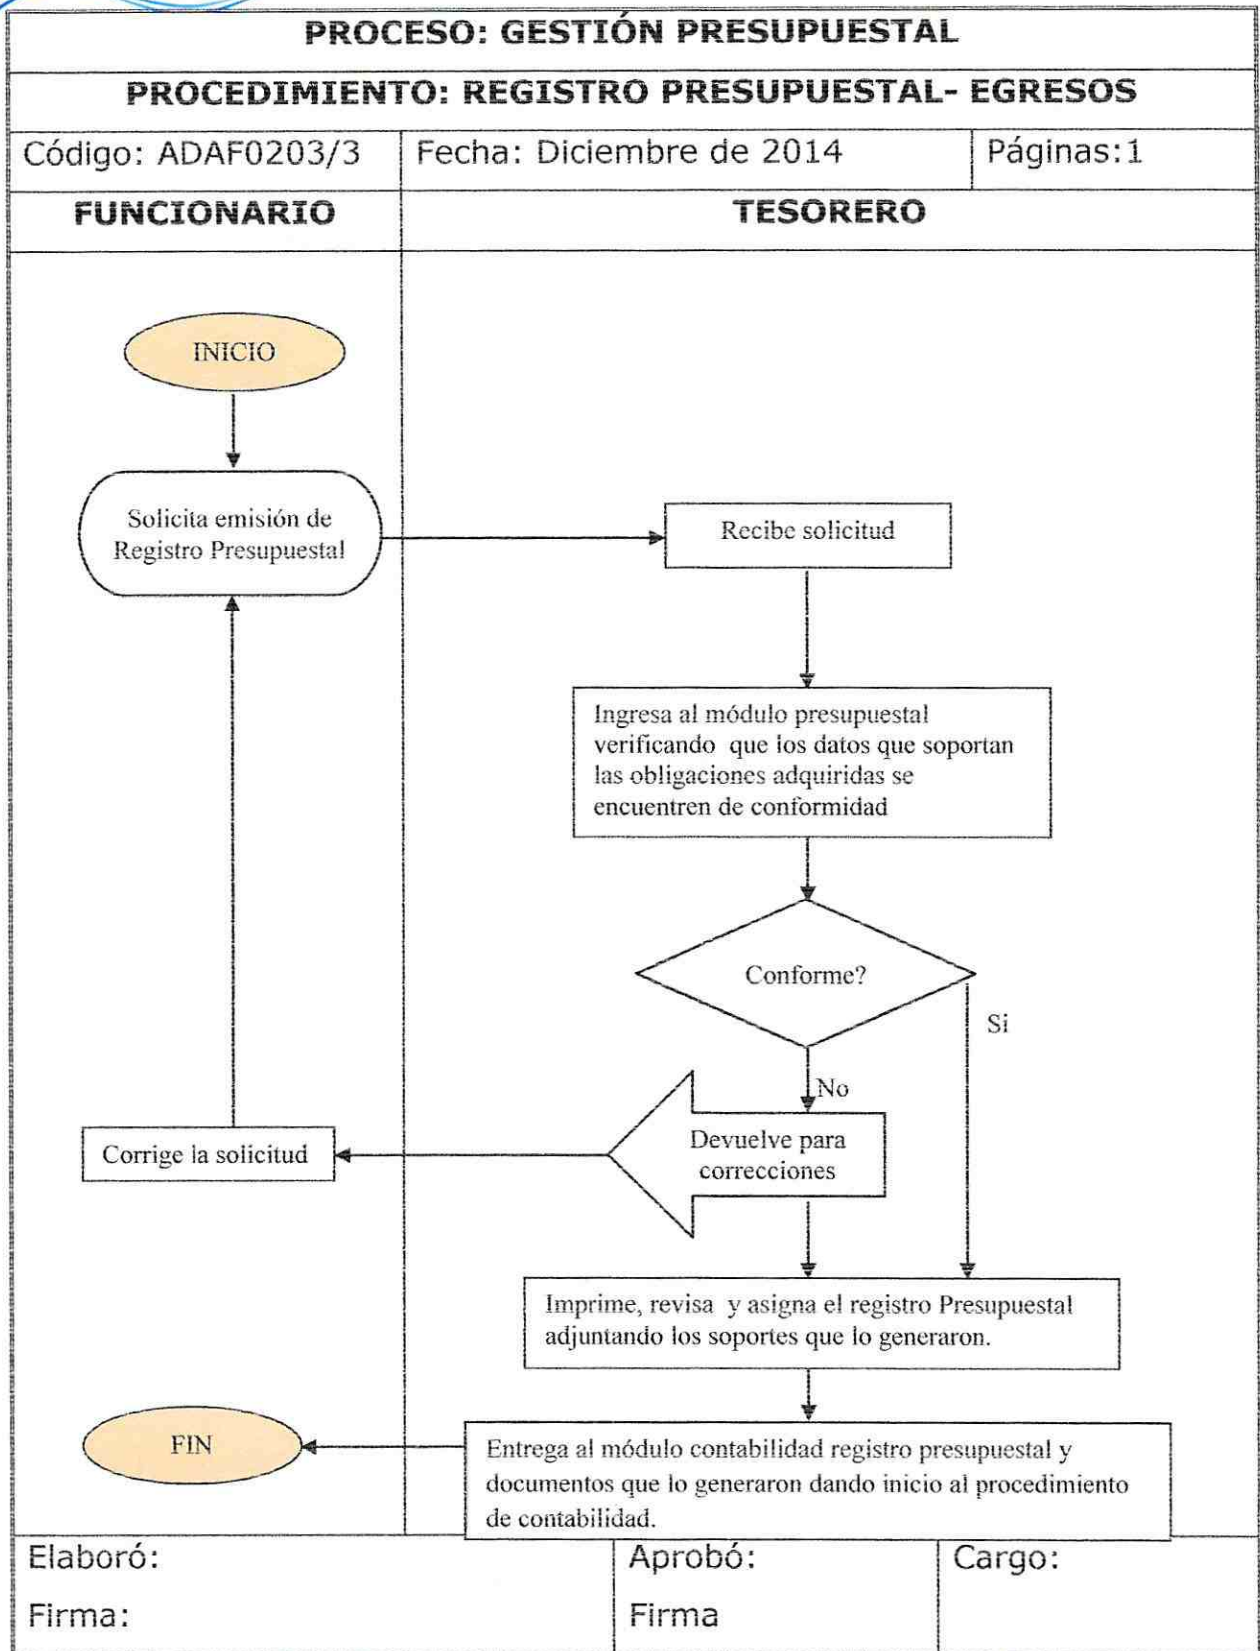 PROCESO: GESTIÓN PRESUPUESTAL
PROCEDIMIENTO: REGISTRO PRESUPUESTAL- EGRESOS
Código: ADAF0203/3
Fecha: Diciembre de 2014
Páginas:1
FUNCIONARIO
TESORERO
INICIO
Solicita emisión de
Registro Presupuestal
Recibe solicitud
Ingresa al módulo presupuestal
verificando que los datos que soportan
las obligaciones adquiridas se
encuentren de conformidad
Conforme?
Si
No
Devuelve para
correcciones
Corrige la solicitud
Imprime, revisa y asigna el registro Presupuestal
adjuntando los soportes que lo generaron.
Entrega al módulo contabilidad registro presupuestal y
documentos que lo generaron dando inicio al procedimiento
de contabilidad.
FIN
Elaboró:
Firma:
Aprobó:
Firma
Cargo: